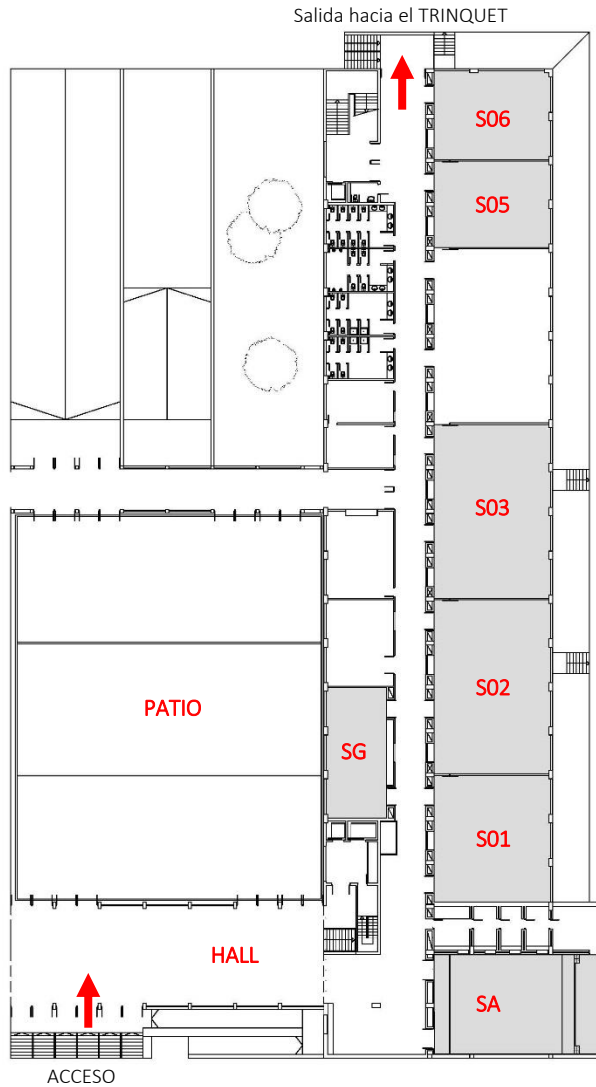 Salida hacia el TRINQUET
S06
S05
S03
S02
PATIO
SG
S01
HALL
SA
ACCESO